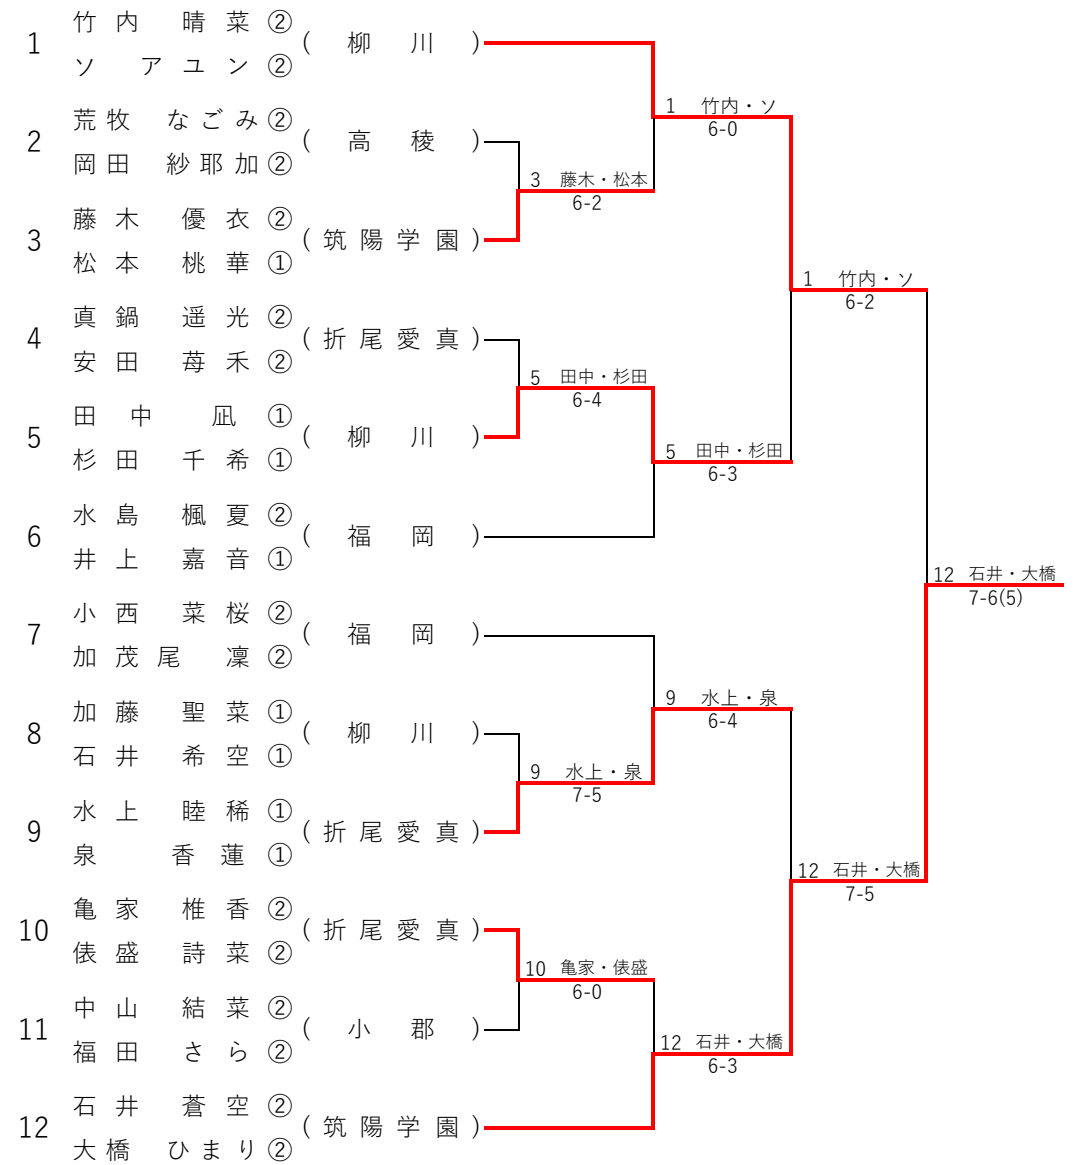 1
竹内 晴菜 ②
ソ アユン ②
( 柳川 )
2
荒牧 なごみ ②
岡田 紗耶加 ②
( 高稜 )
3
藤木 優衣 ②
松本 桃華 ①
( 筑陽学園 )
4
真鍋 遥光 ②
安田 苺禾 ②
( 折尾愛真 )
5
田中 凪 ①
杉田 千希 ①
( 柳川 )
6
水島 楓夏 ②
井上 嘉音 ①
( 福岡 )
7
小西 菜桜 ②
加茂尾 凜 ②
( 福岡 )
8
加藤 聖菜 ①
石井 希空 ①
( 柳川 )
9
水上 睦稀 ①
泉 香蓮 ①
( 折尾愛真 )
10
亀家 椎香 ②
俵盛 詩菜 ②
( 折尾愛真 )
11
中山 結菜 ②
福田 さら ②
( 小郡 )
12
石井 蒼空 ②
大橋 ひまり ②
( 筑陽学園 )
3 藤木・松本
6-2
5 田中・杉田
6-4
9 水上・泉
7-5
10 亀家・俵盛
6-0
1 竹内・ソ
6-0
5 田中・杉田
6-3
9 水上・泉
6-4
12 石井・大橋
6-3
1 竹内・ソ
6-2
12 石井・大橋
7-5
12 石井・大橋
7-6(5)